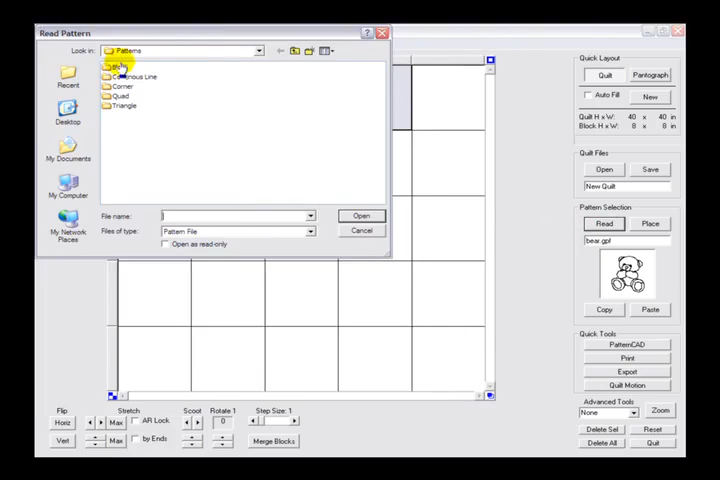 Read Pattern
Look in: Patterns
Continuous Line
Corner
Quad
Triangle
Recent
Desktop
My Documents
My Computer
My Network
Places
File name:
Open
Files of type: Pattern File
Cancel
Open as read-only
Quick Layout
Quilt
Pantograph
Auto Fill
New
Quilt H x W: 40 x 40 in
Block H x W: 8 x 8 in
Quilt Files
Open
Save
New Quilt
Pattern Selection
Read
Place
bear.gpf
Copy
Paste
Quick Tools
PatternCAD
Print
Export
Quilt Motion
Advanced Tools
None
Zoom
Delete Sel
Reset
Delete All
Quit
Flip
Stretch
Scoot
Rotate 1
Step Size: 1
Horiz
Max
AR Lock
0
Vert
Max
by Ends
Merge Blocks